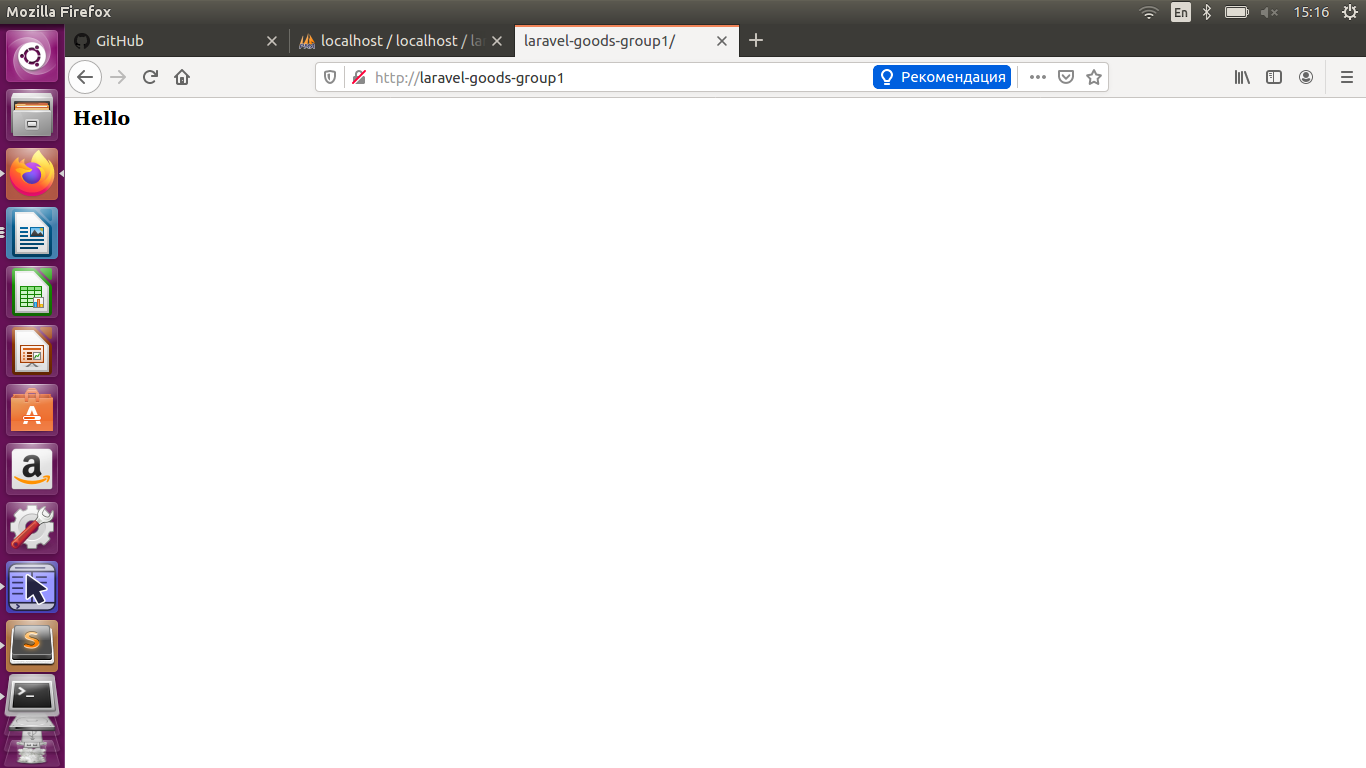 Mozilla Firefox
En
15:16
GitHub
localhost / localhost / la
laravel-goods-group1/
http://laravel-goods-group1
Рекомендация
Hello